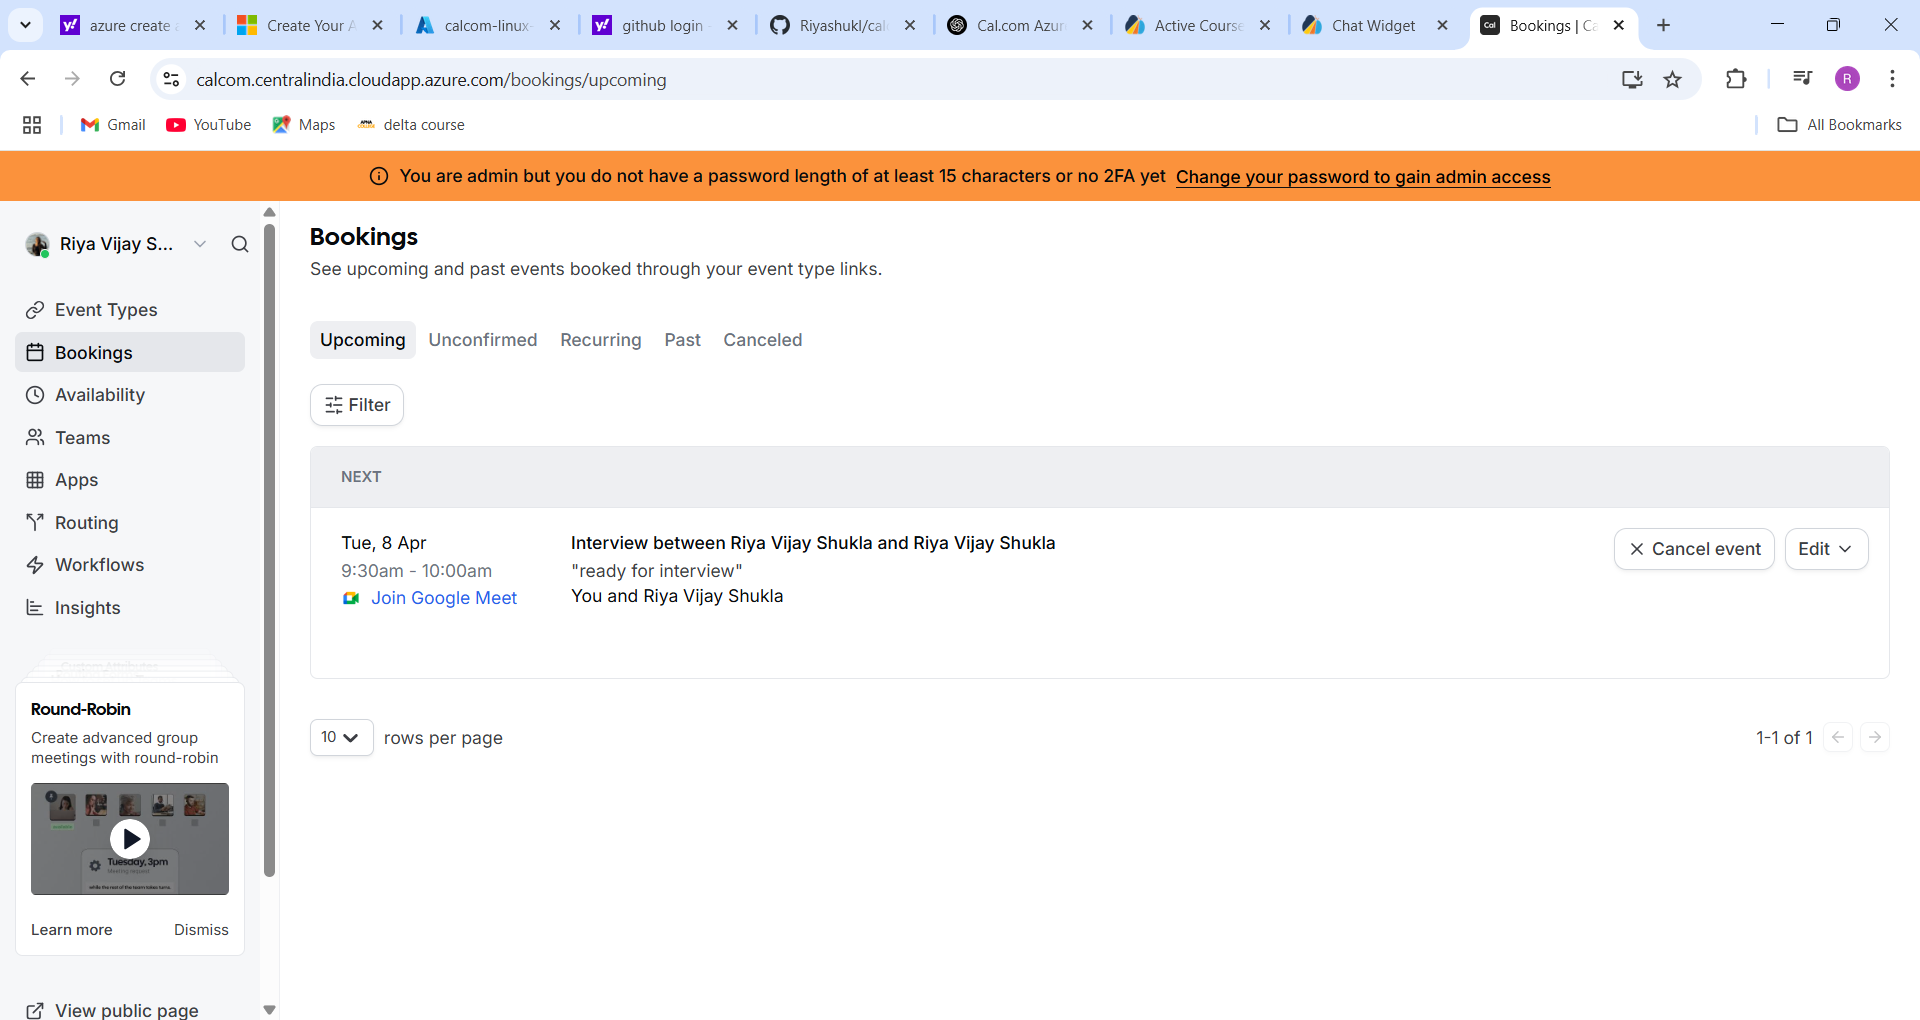 azure create a
Create Your A
calcom-linux-
github login -
Riyashukl/cal
Cal.com Azur
Active Course
Chat Widget
Bookings | Ca
calcom.centralindia.cloudapp.azure.com/bookings/upcoming
R
Gmail
YouTube
Maps
delta course
All Bookmarks
You are admin but you do not have a password length of at least 15 characters or no 2FA yet Change your password to gain admin access
Riya Vijay S...
Event Types
Bookings
Availability
Teams
Apps
Routing
Workflows
Insights
Round-Robin
Create advanced group
meetings with round-robin
Tuesday, 3pm
Learn more Dismiss
View public page
Bookings
See upcoming and past events booked through your event type links.
Upcoming Unconfirmed Recurring Past Canceled
Filter
NEXT
Tue, 8 Apr
9:30am - 10:00am
Join Google Meet
Interview between Riya Vijay Shukla and Riya Vijay Shukla
"ready for interview"
You and Riya Vijay Shukla
Cancel event
Edit
10 rows per page
1-1 of 1